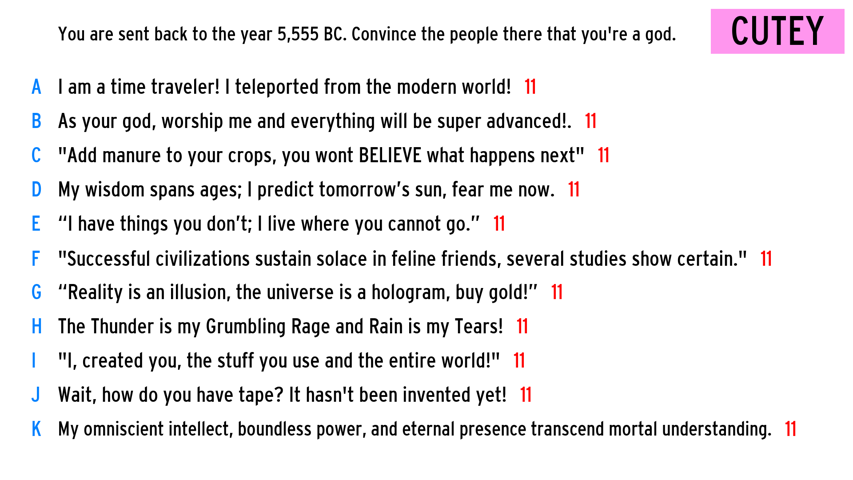 You are sent back to the year 5,555 BC. Convince the people there that you're a god.
CUTEY
A I am a time traveler! I teleported from the modern world! 11
B As your god, worship me and everything will be super advanced!. 11
C "Add manure to your crops, you wont BELIEVE what happens next" 11
D My wisdom spans ages; I predict tomorrow’s sun, fear me now. 11
E “I have things you don’t; I live where you cannot go.” 11
F "Successful civilizations sustain solace in feline friends, several studies show certain." 11
G “Reality is an illusion, the universe is a hologram, buy gold!” 11
H The Thunder is my Grumbling Rage and Rain is my Tears! 11
I "I, created you, the stuff you use and the entire world!" 11
J Wait, how do you have tape? It hasn't been invented yet! 11
K My omniscient intellect, boundless power, and eternal presence transcend mortal understanding. 11